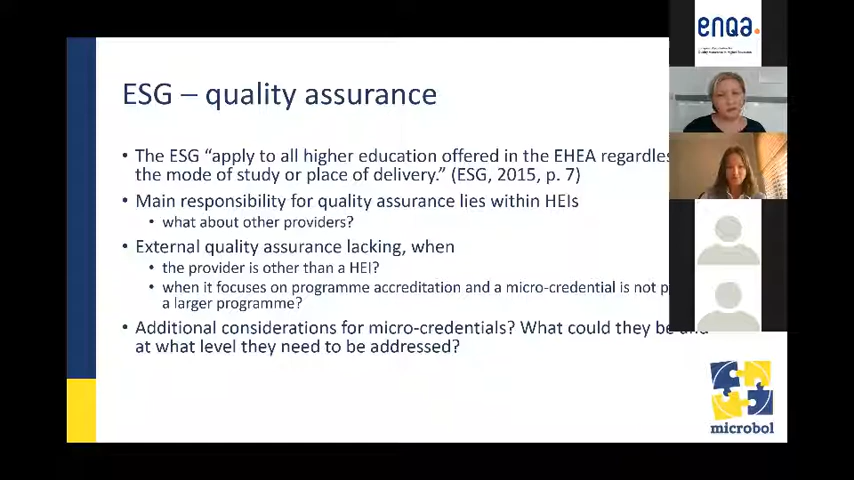 ESG – quality assurance
• The ESG “apply to all higher education offered in the EHEA regardles
the mode of study or place of delivery.” (ESG, 2015, p. 7)
• Main responsibility for quality assurance lies within HEIs
• what about other providers?
• External quality assurance lacking, when
• the provider is other than a HEI?
• when it focuses on programme accreditation and a micro-credential is not p
a larger programme?
• Additional considerations for micro-credentials? What could they be and
at what level they need to be addressed?
enqa.
microbol